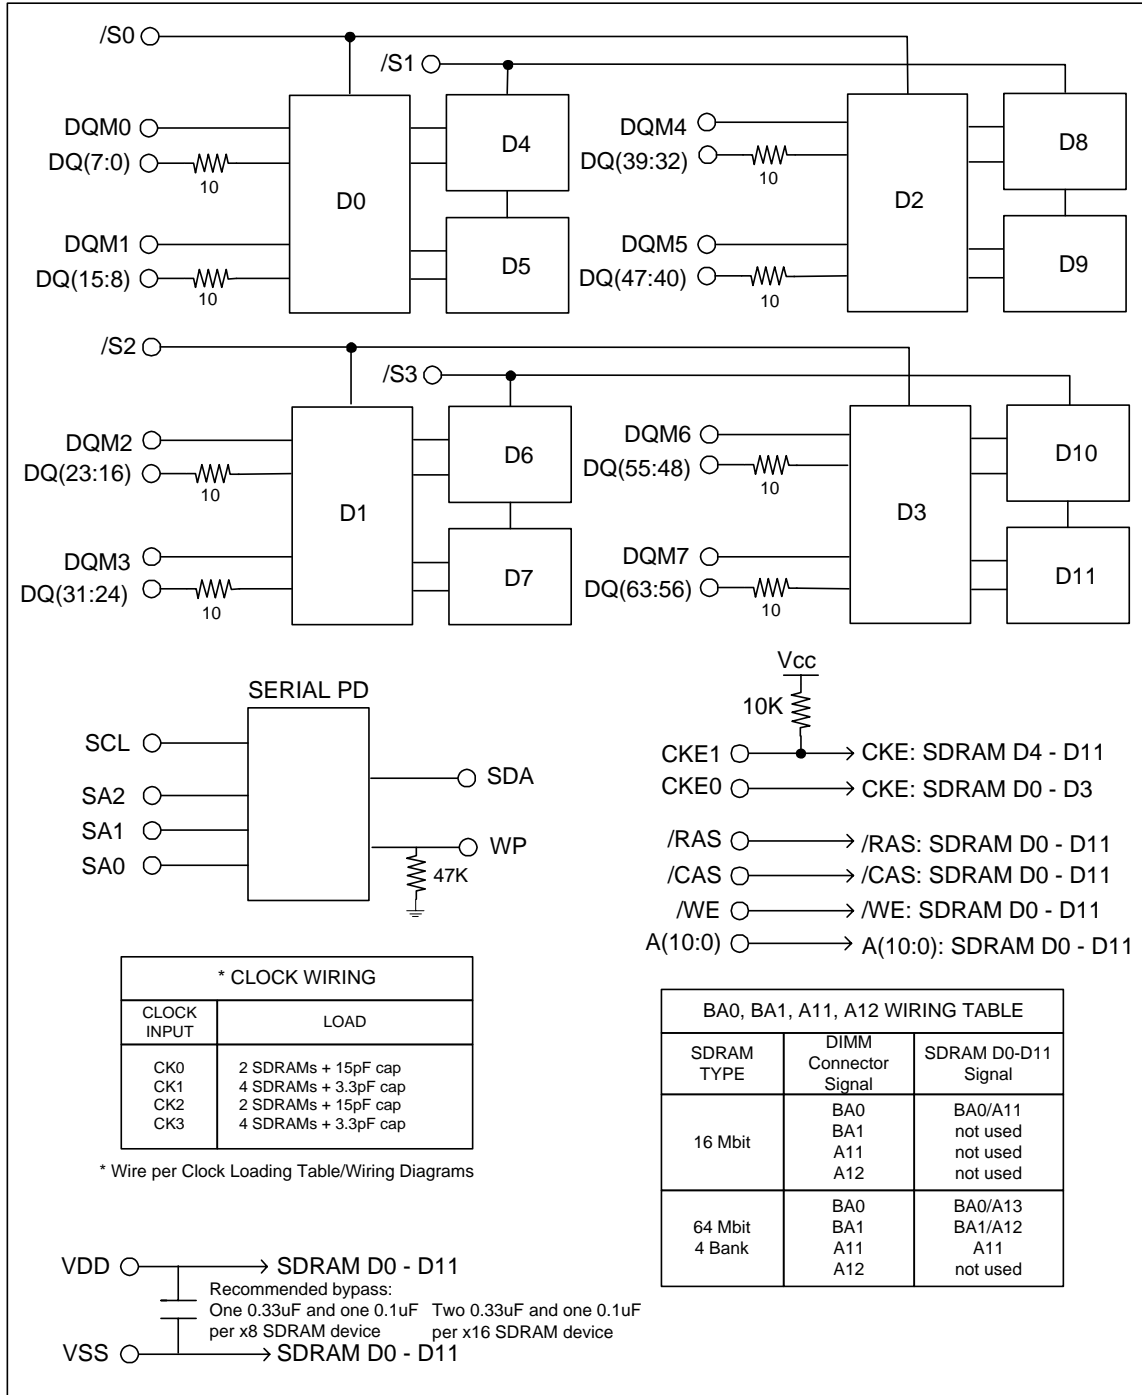 /S0
/S1
DQM0
DQ(7:0)
10
DQM1
DQ(15:8)
10
D0
D4
D5
DQM4
DQ(39:32)
10
DQM5
DQ(47:40)
10
D2
D8
D9
/S2
/S3
DQM2
DQ(23:16)
10
DQM3
DQ(31:24)
10
D1
D6
D7
DQM6
DQ(55:48)
10
DQM7
DQ(63:56)
10
D3
D10
D11
SERIAL PD
SCL
SA2
SA1
SA0
SDA
WP
47K
Vcc
10K
CKE1 CKE: SDRAM D4 - D11
CKE0 CKE: SDRAM D0 - D3
/RAS /RAS: SDRAM D0 - D11
/CAS /CAS: SDRAM D0 - D11
/WE /WE: SDRAM D0 - D11
A(10:0) A(10:0): SDRAM D0 - D11
* CLOCK WIRING
CLOCK INPUT LOAD
CK0 2 SDRAMs + 15pF cap
CK1 4 SDRAMs + 3.3pF cap
CK2 2 SDRAMs + 15pF cap
CK3 4 SDRAMs + 3.3pF cap
* Wire per Clock Loading Table/Wiring Diagrams
BA0, BA1, A11, A12 WIRING TABLE
SDRAM TYPE DIMM Connector Signal SDRAM D0-D11 Signal
16 Mbit
BA0 BA0/A11
BA1 not used
A11 not used
A12 not used
64 Mbit
4 Bank
BA0 BA0/A13
BA1 BA1/A12
A11 A11
A12 not used
VDD SDRAM D0 - D11
Recommended bypass:
One 0.33uF and one 0.1uF
per x8 SDRAM device
Two 0.33uF and one 0.1uF
per x16 SDRAM device
VSS SDRAM D0 - D11